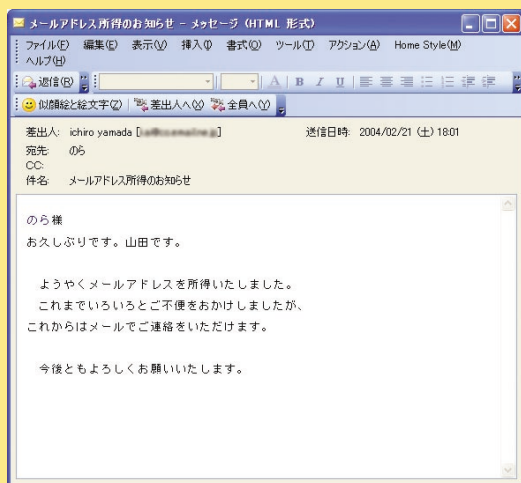 メールアドレス所得のお知らせ - メッセージ (HTML 形式)
ファイル(F) 編集(E) 表示(V) 挿入(I) 書式(O) ツール(T) アクション(A) Home Style(M)
ヘルプ(H)
返信(R) A B I U
似顔絵と絵文字(Z) 差出人へ(X) 全員へ(Y)
差出人: ichiro yamada 送信日時: 2004/02/21 (土) 18:01
宛先: のら
CC:
件名: メールアドレス所得のお知らせ
のら様
お久しぶりです。山田です。
ようやくメールアドレスを所得いたしました。
これまでいろいろとご不便をおかけしましたが、
これからはメールでご連絡をいただけます。
今後ともよろしくお願いいたします。